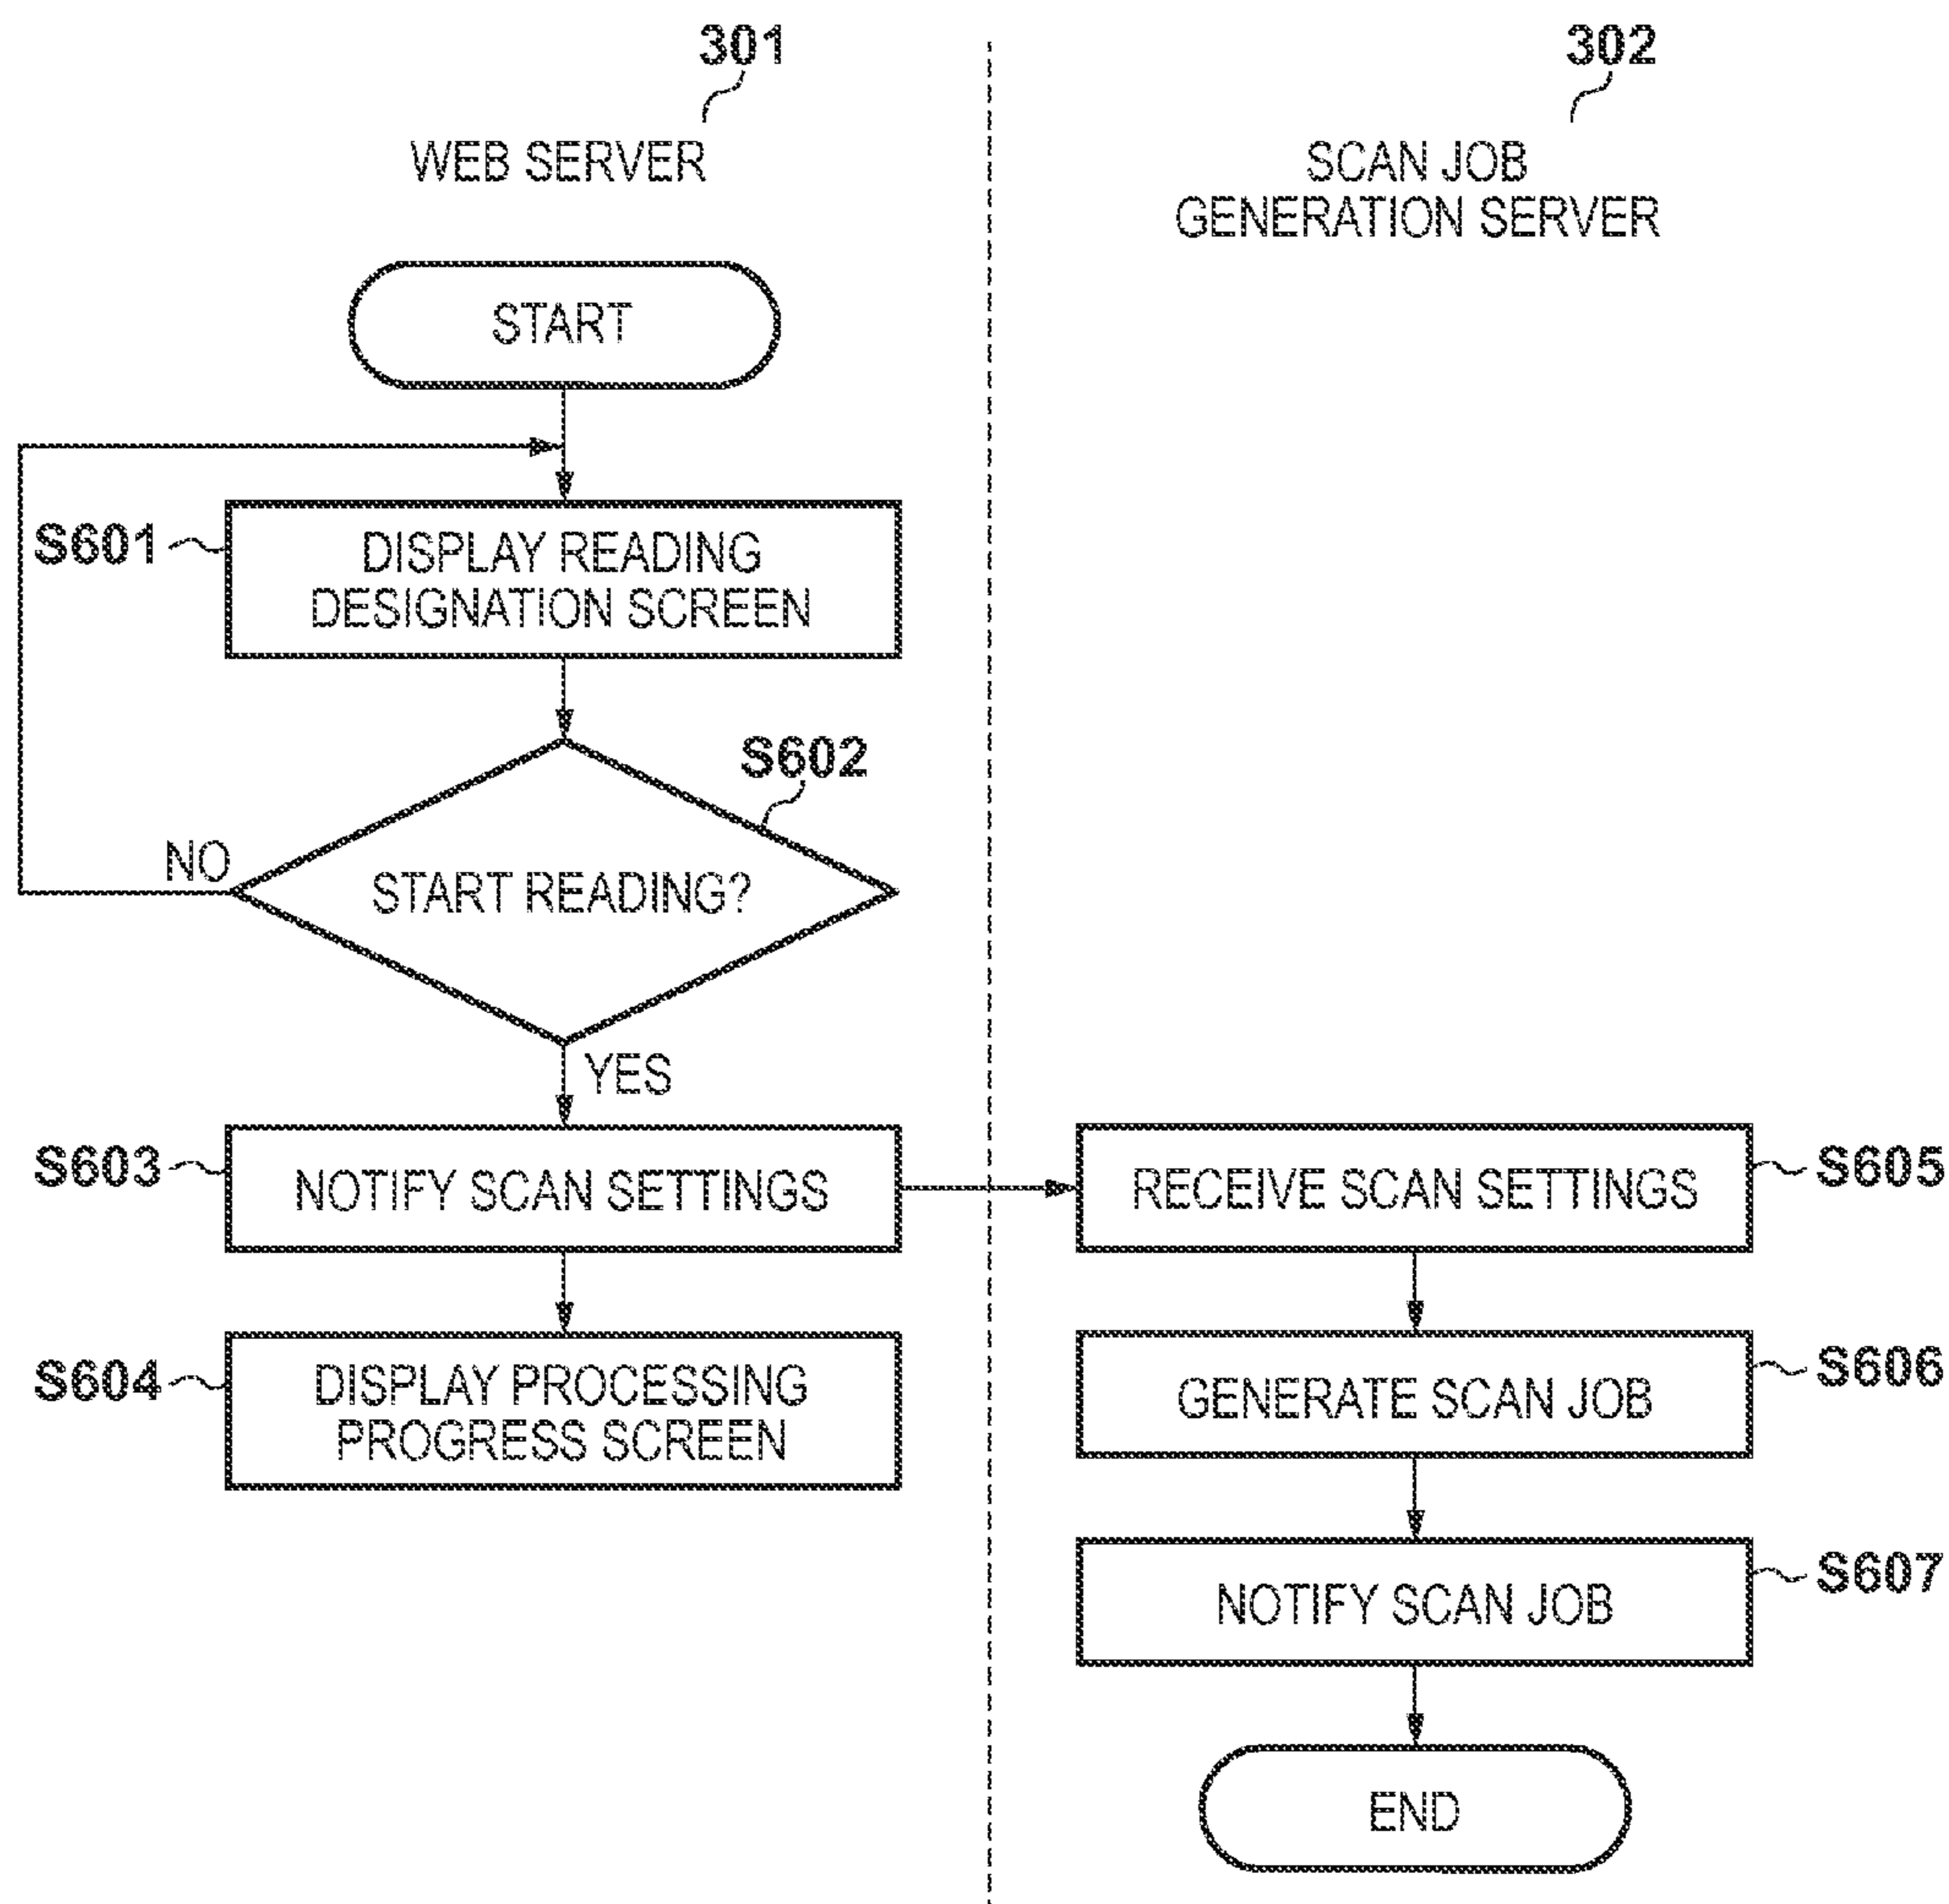 301
WEB SERVER
302
SCAN JOB
GENERATION SERVER
START
S601
DISPLAY READING
DESIGNATION SCREEN
S602
NO
START READING?
YES
S603
NOTIFY SCAN SETTINGS
S604
DISPLAY PROCESSING
PROGRESS SCREEN
RECEIVE SCAN SETTINGS
S605
GENERATE SCAN JOB
S606
NOTIFY SCAN JOB
S607
END